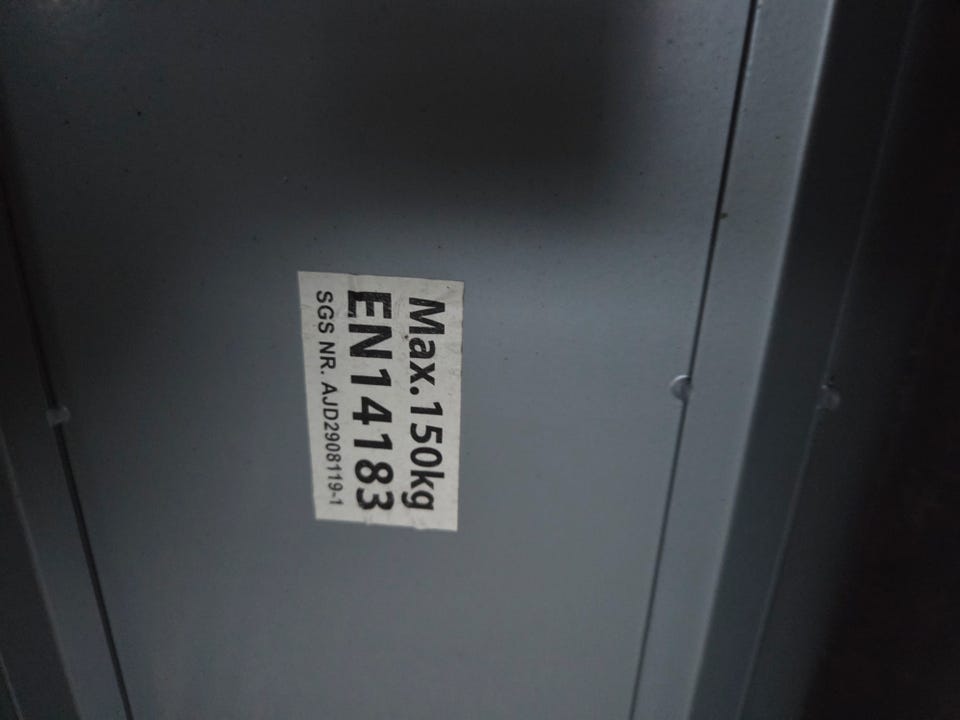 Max.150kg
EN14183
SGS NR. AJD2908119-1